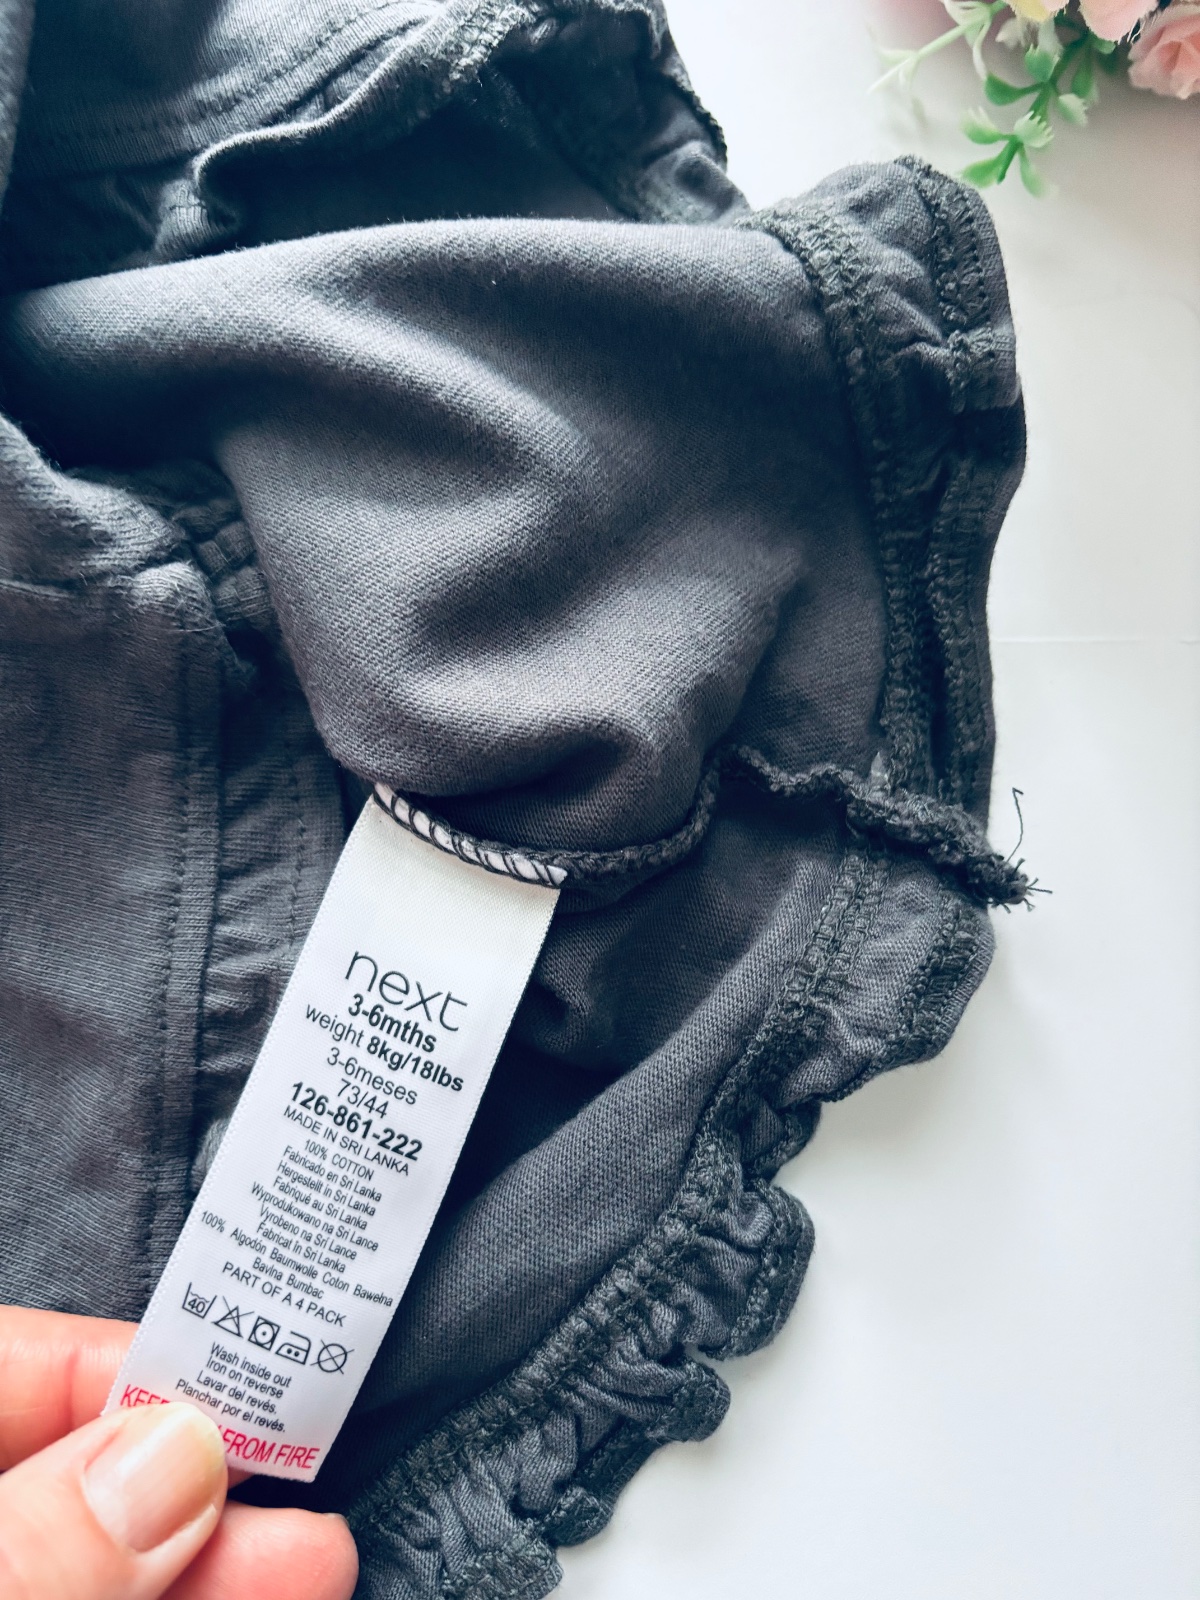 next
3-6mths
weight 8kg/18lbs
3-6meses
73/44
126-861-222
MADE IN SRI LANKA
100% COTTON
Fabricado en Sri Lanka
Hergestellt in Sri Lanka
Fabriqué au Sri Lanka
Wyprodukowano na Sri Lance
Vyrobeno na Srí Lance
Fabricat în Sri Lanka
100% Algodón Baumwolle Coton Bawełna
Bavlna Bumbac
PART OF A 4 PACK
40
Wash inside out
Iron on reverse
Lavar del revés.
Planchar por el revés.
FROM FIRE